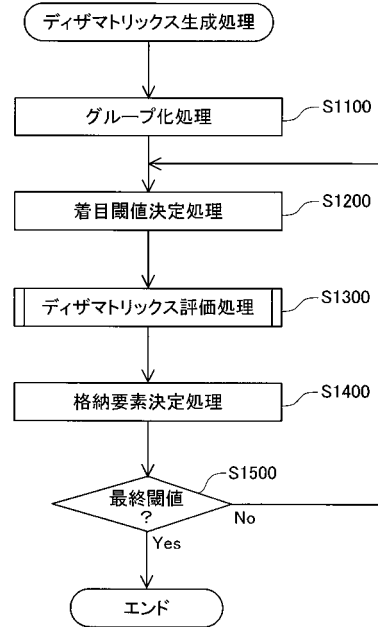 ディザマトリックス生成処理
グループ化処理
S1100
着目閾値決定処理
S1200
ディザマトリックス評価処理
S1300
格納要素決定処理
S1400
S1500
最終閾値
?
No
Yes
エンド